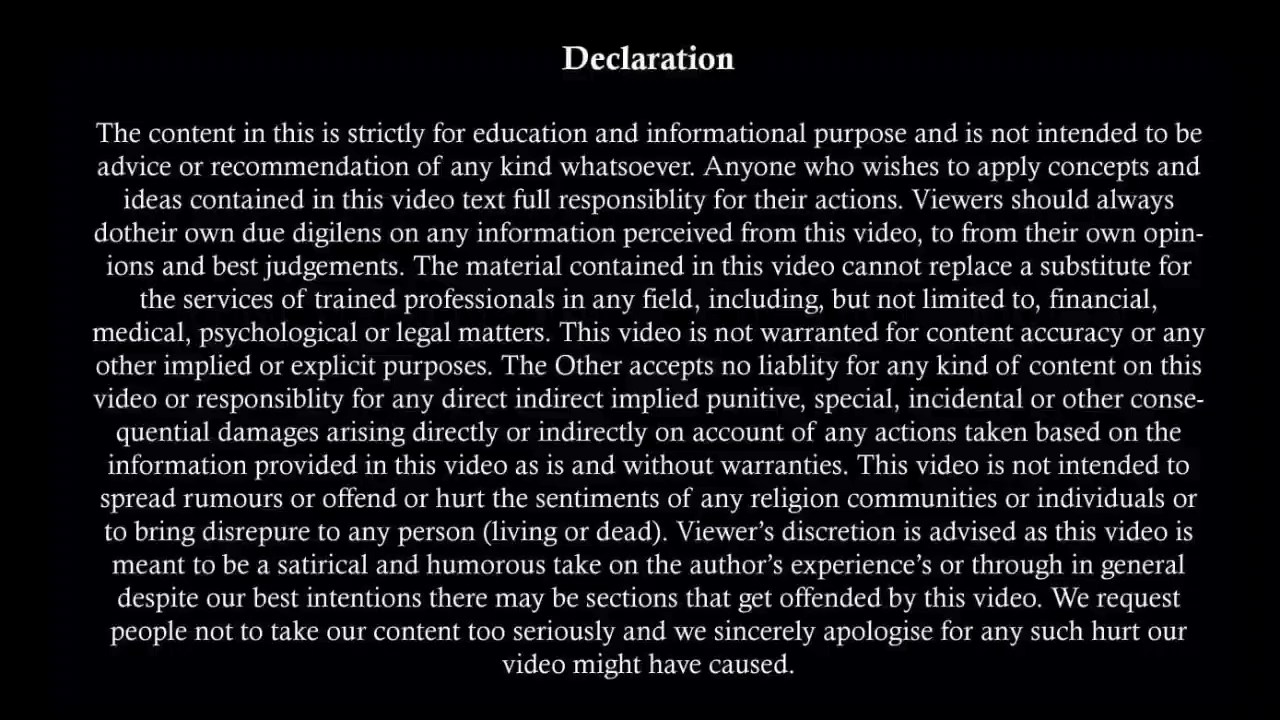 Declaration
The content in this is strictly for education and informational purpose and is not intended to be
advice or recommendation of any kind whatsoever. Anyone who wishes to apply concepts and
ideas contained in this video text full responsiblity for their actions. Viewers should always
dotheir own due digilens on any information perceived from this video, to from their own opin-
ions and best judgements. The material contained in this video cannot replace a substitute for
the services of trained professionals in any field, including, but not limited to, financial,
medical, psychological or legal matters. This video is not warranted for content accuracy or any
other implied or explicit purposes. The Other accepts no liablity for any kind of content on this
video or responsiblity for any direct indirect implied punitive, special, incidental or other conse-
quential damages arising directly or indirectly on account of any actions taken based on the
information provided in this video as is and without warranties. This video is not intended to
spread rumours or offend or hurt the sentiments of any religion communities or individuals or
to bring disrepure to any person (living or dead). Viewer’s discretion is advised as this video is
meant to be a satirical and humorous take on the author’s experience’s or through in general
despite our best intentions there may be sections that get offended by this video. We request
people not to take our content too seriously and we sincerely apologise for any such hurt our
video might have caused.